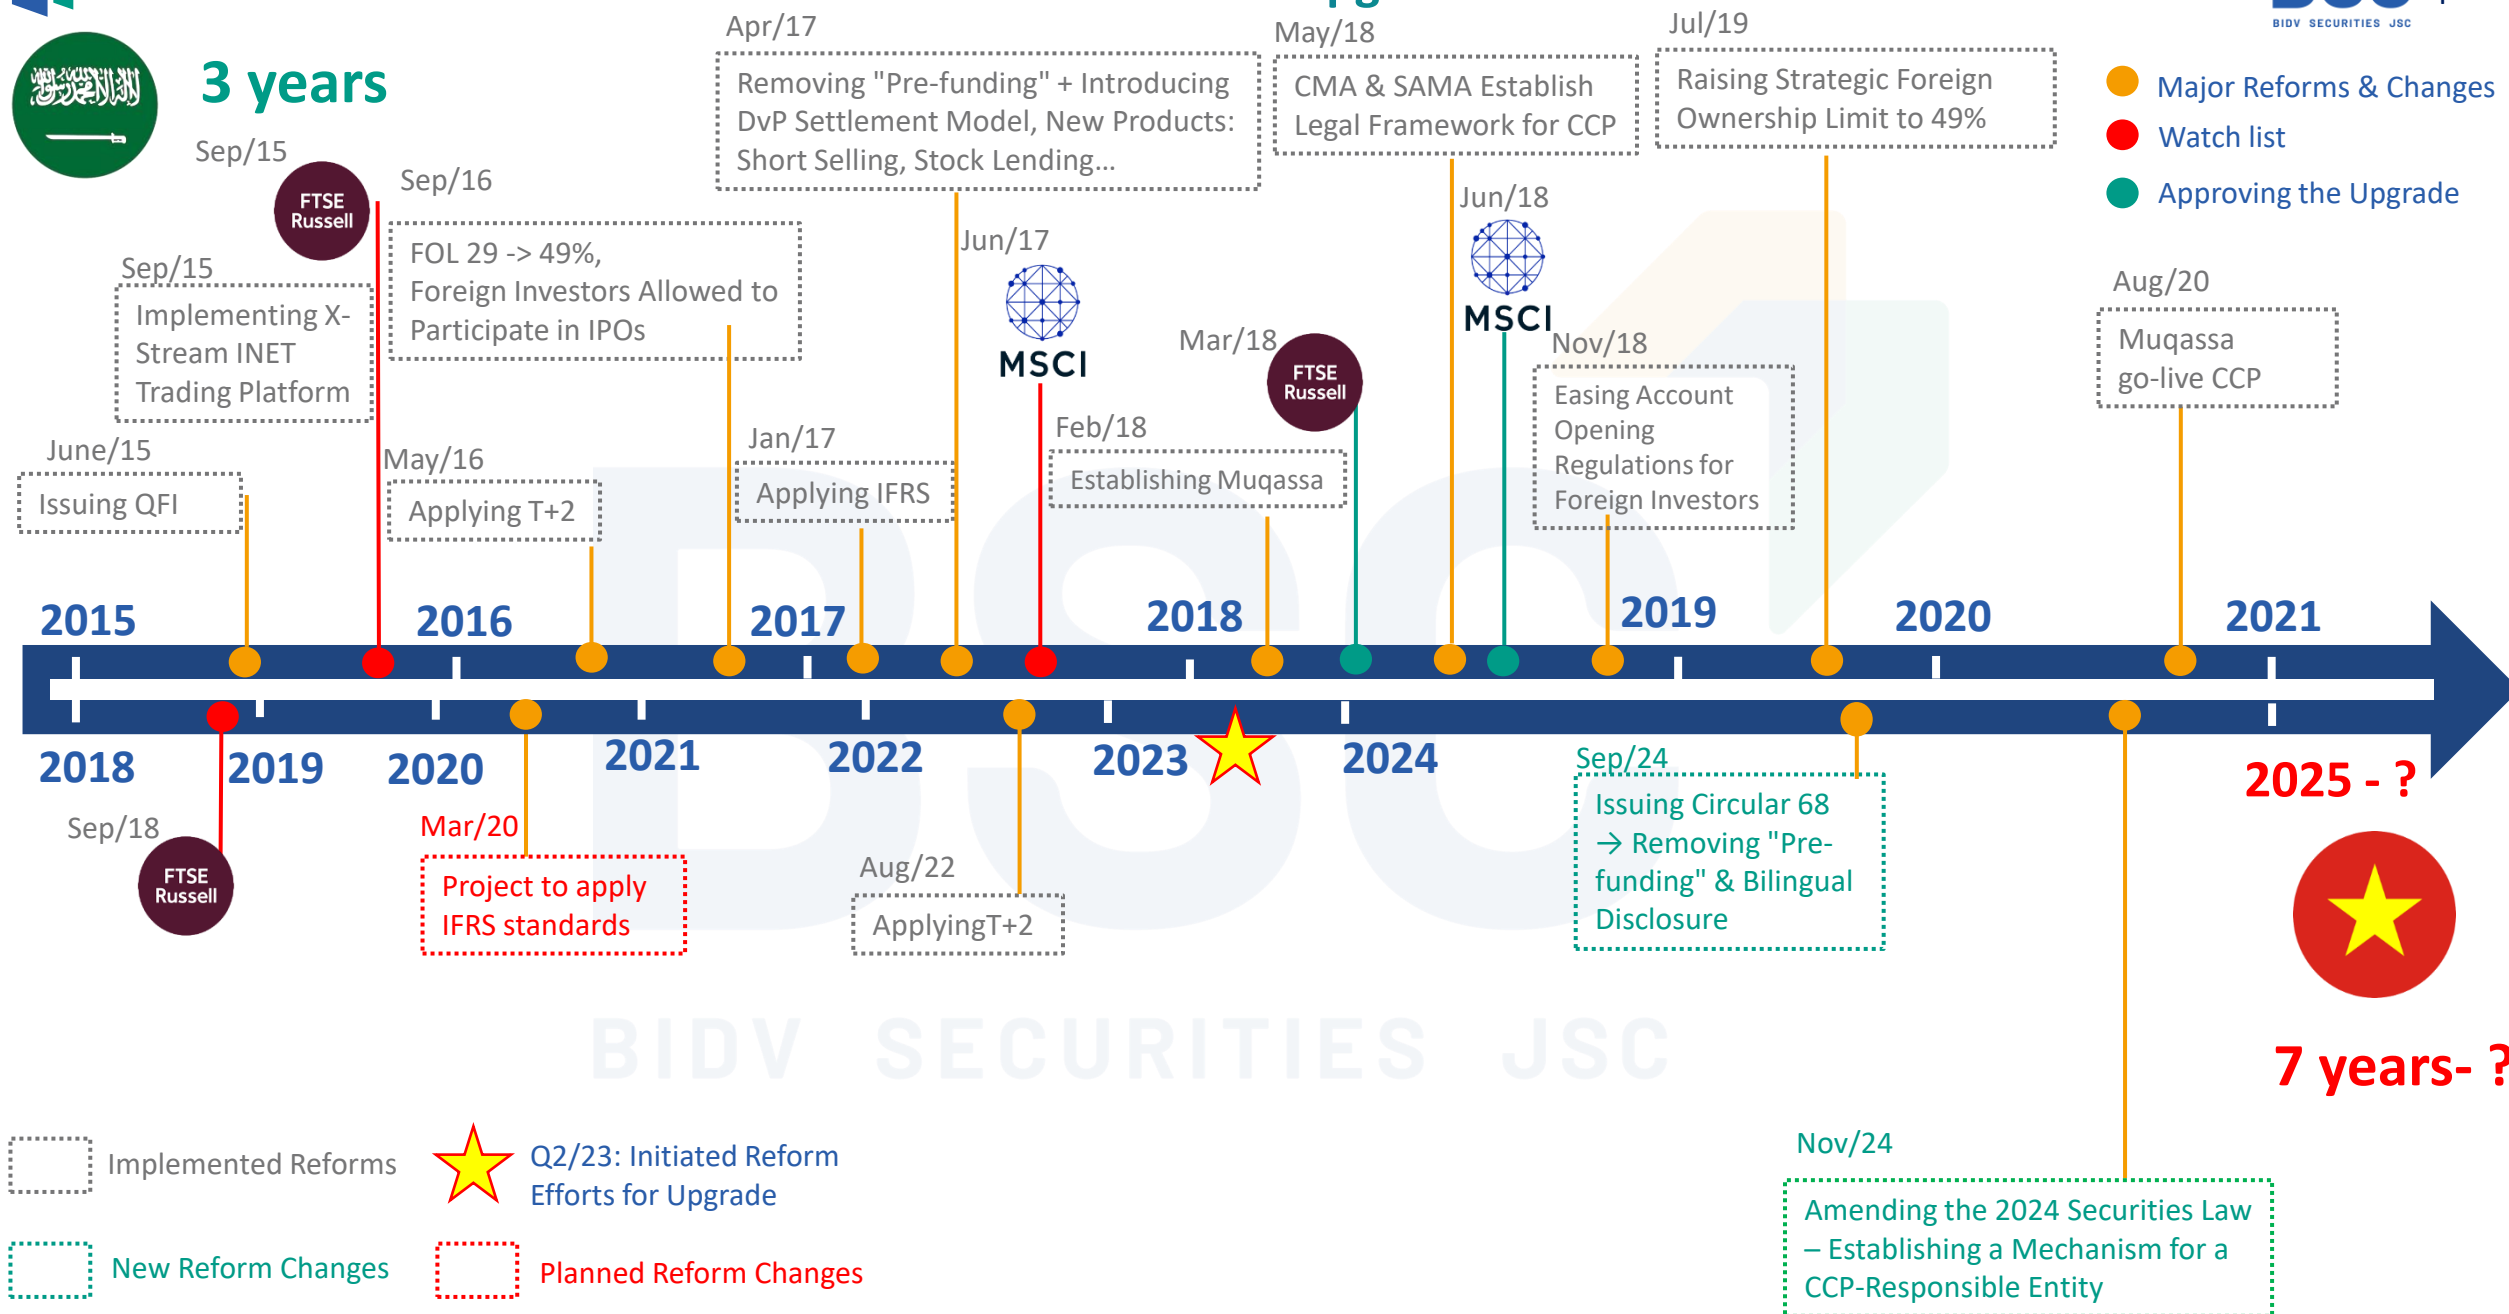 BIDV SECURITIES JSC
3 years
Major Reforms & Changes
Watch list
Approving the Upgrade
Sep/15
FTSE
Russell
Sep/15
Implementing X-
Stream INET
Trading Platform
June/15
Issuing QFI
Sep/16
FOL 29 -> 49%,
Foreign Investors Allowed to
Participate in IPOs
May/16
Applying T+2
Apr/17
Removing "Pre-funding" + Introducing
DvP Settlement Model, New Products:
Short Selling, Stock Lending...
Jan/17
Applying IFRS
Jun/17
MSCI
Feb/18
Establishing Muqassa
Mar/18
FTSE
Russell
May/18
CMA & SAMA Establish
Legal Framework for CCP
Jun/18
MSCI
Nov/18
Easing Account
Opening
Regulations for
Foreign Investors
Jul/19
Raising Strategic Foreign
Ownership Limit to 49%
Aug/20
Muqassa
go-live CCP
2015
2016
2017
2018
2019
2020
2021
2018
2019
2020
2021
2022
2023
2024
2025 - ?
Sep/18
FTSE
Russell
Mar/20
Project to apply
IFRS standards
Aug/22
ApplyingT+2
Sep/24
Issuing Circular 68
→ Removing "Pre-
funding" & Bilingual
Disclosure
7 years- ?
Nov/24
Amending the 2024 Securities Law
– Establishing a Mechanism for a
CCP-Responsible Entity
BSC
BIDV SECURITIES JSC
Implemented Reforms
Q2/23: Initiated Reform
Efforts for Upgrade
New Reform Changes
Planned Reform Changes